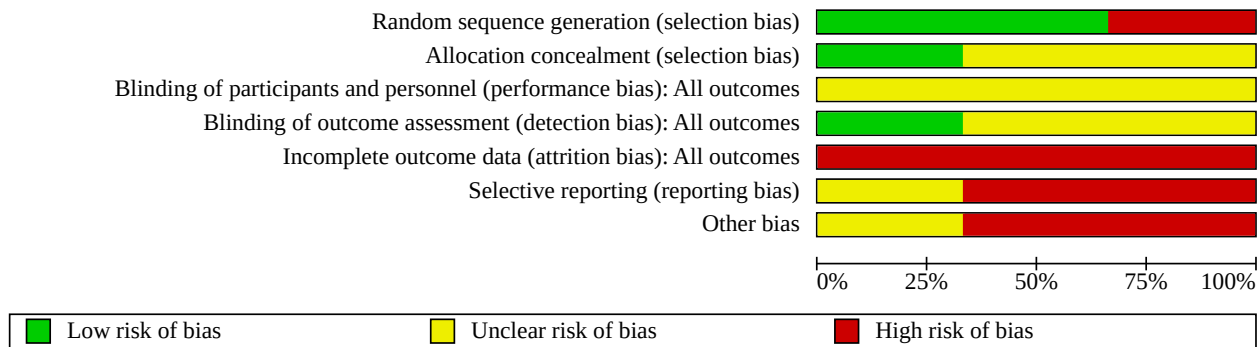 Random sequence generation (selection bias)
Allocation concealment (selection bias)
Blinding of participants and personnel (performance bias): All outcomes
Blinding of outcome assessment (detection bias): All outcomes
Incomplete outcome data (attrition bias): All outcomes
Selective reporting (reporting bias)
Other bias
0% 25% 50% 75% 100%
Low risk of bias Unclear risk of bias High risk of bias